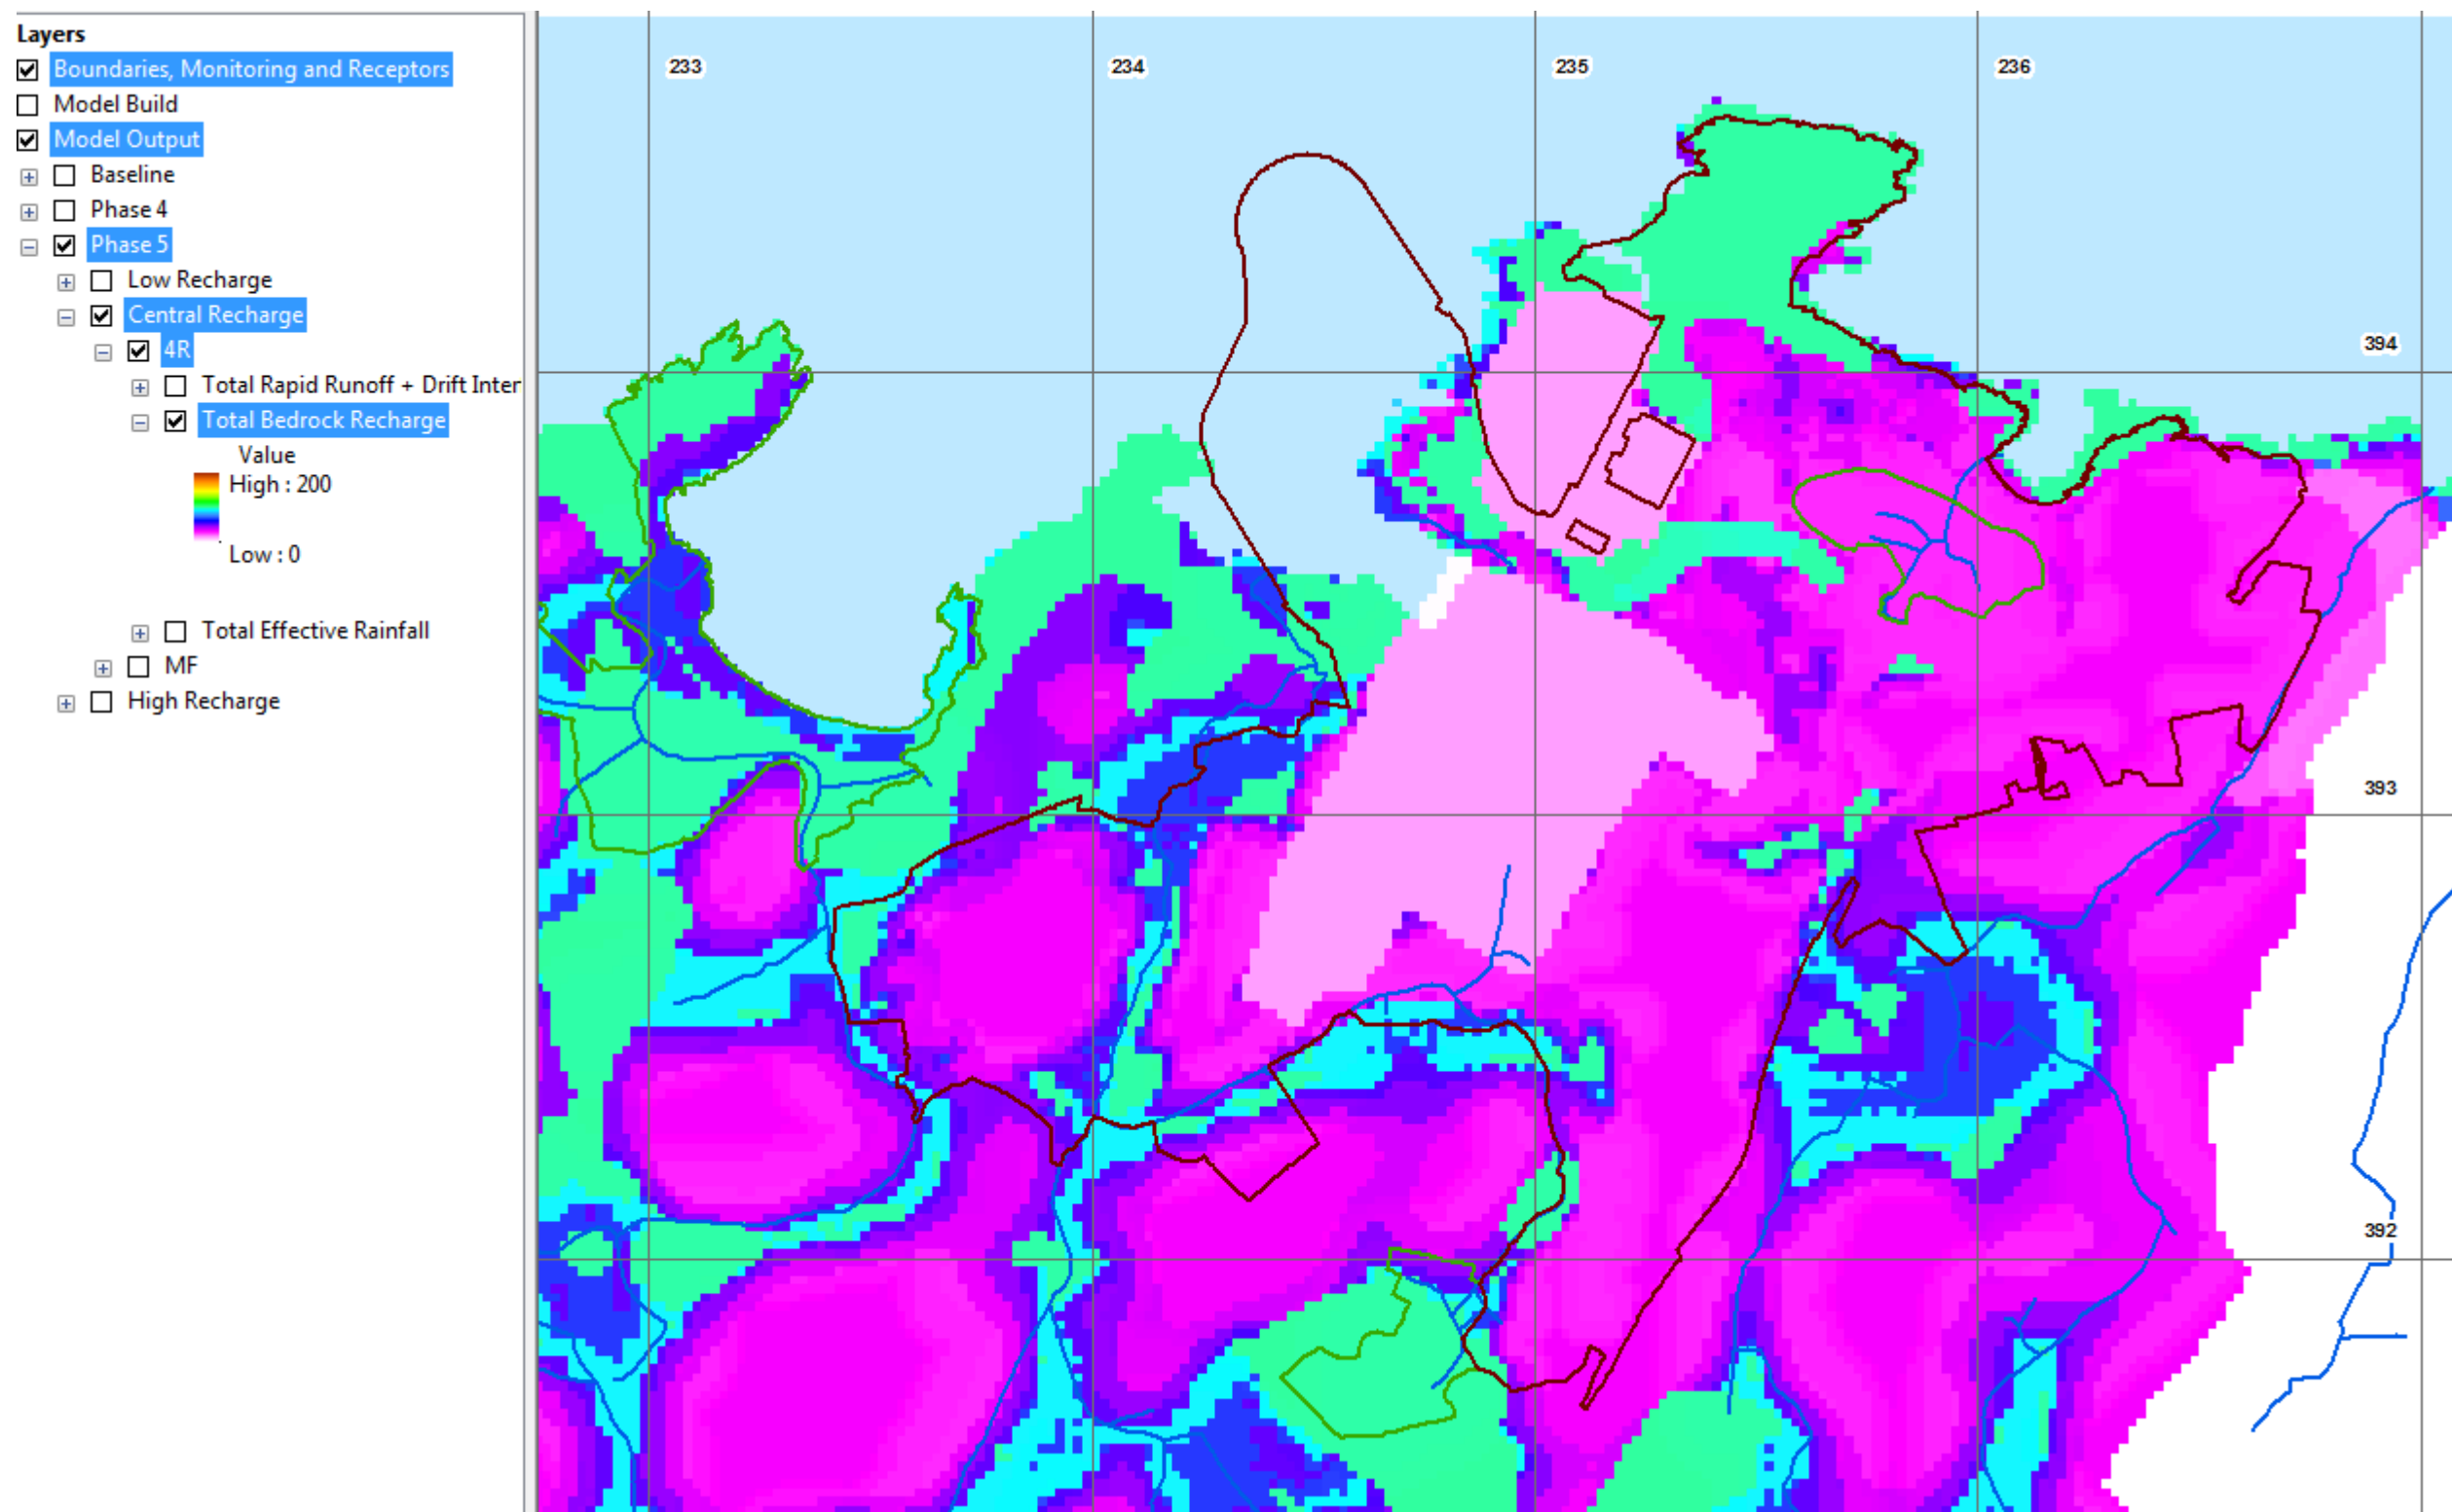 Layers
Boundaries, Monitoring and Receptors
Model Build
Model Output
Baseline
Phase 4
Phase 5
Low Recharge
Central Recharge
4R
Total Rapid Runoff + Drift Inter
Total Bedrock Recharge
Value
High : 200
Low : 0
Total Effective Rainfall
MF
High Recharge
233
234
235
236
394
393
392